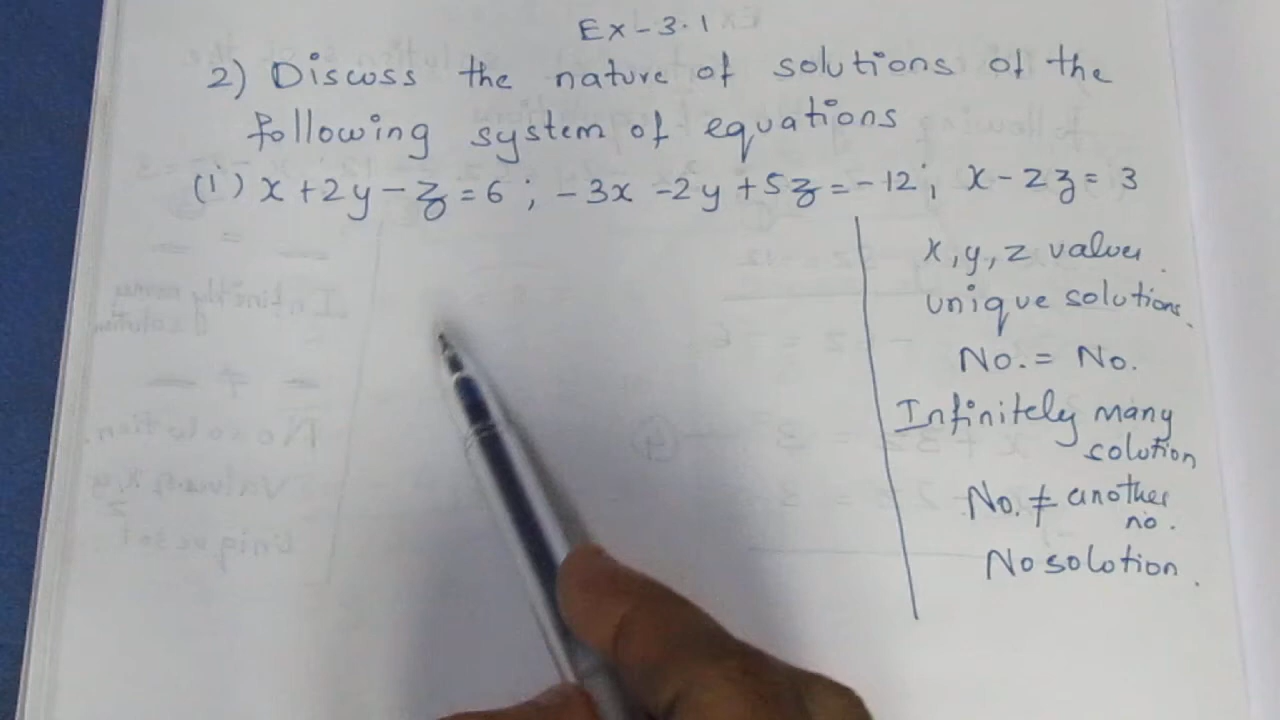 Ex-3.1
2) Discuss the nature of solutions of the
following system of equations
(i) x+2y-z=6; -3x-2y+5z=-12; x-2z=3
x,y,z values
unique solutions.
No. = No.
Infinitely many
solution
No. ≠ another
no.
No solution.